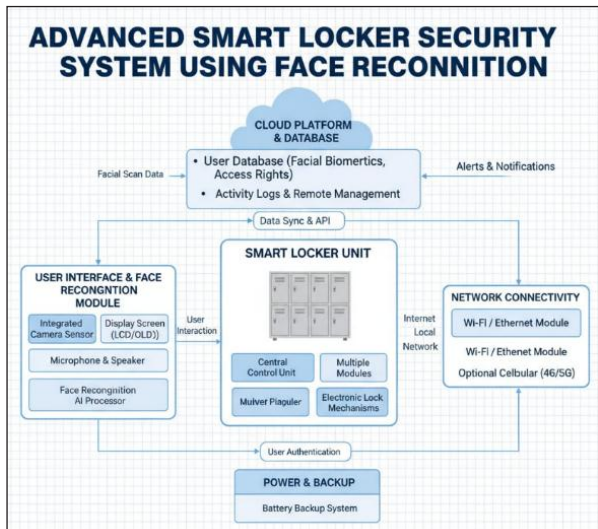 ADVANCED SMART LOCKER SECURITY
SYSTEM USING FACE RECONNITION
CLOUD PLATFORM
& DATABASE
• User Database (Facial Biomertics,
Access Rights)
• Activity Logs & Remote Management
Facial Scan Data
Alerts & Notifications
Data Sync & API
USER INTERFACE & FACE
RECONGNTION
MODULE
Integrated
Camera Sensor
Display Screen
(LCD/OLD))
Microphone & Speaker
Face Reconignition
AI Processor
User
Interaction
SMART LOCKER UNIT
Central
Control Unit
Multiple
Modules
Mulver Plaguler
Electronic Lock
Mechanisms
Internet
Local
Network
NETWORK CONNECTIVITY
Wi-FI / Ethernet Module
Wi-Fi / Ethenet Module
Optional Celbular (46/5G)
User Authentication
POWER & BACKUP
Battery Backup System